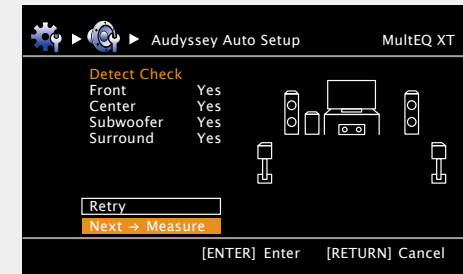 Audyssey Auto Setup MultEQ XT
Detect Check
Front Yes
Center Yes
Subwoofer Yes
Surround Yes
Retry
Next → Measure
[ENTER] Enter [RETURN] Cancel